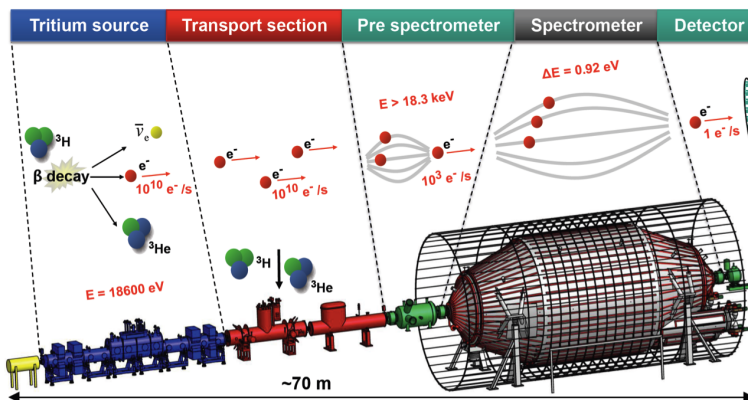 Tritium source
Transport section
Pre spectrometer
Spectrometer
Detector
ΔE = 0.92 eV
E > 18.3 keV
³H
ν̅ₑ
β decay
e⁻
10¹⁰ e⁻/s
³He
e⁻
e⁻
e⁻
10¹⁰ e⁻/s
e⁻
10³ e⁻/s
e⁻
1 e⁻/s
³H
³He
E = 18600 eV
~70 m